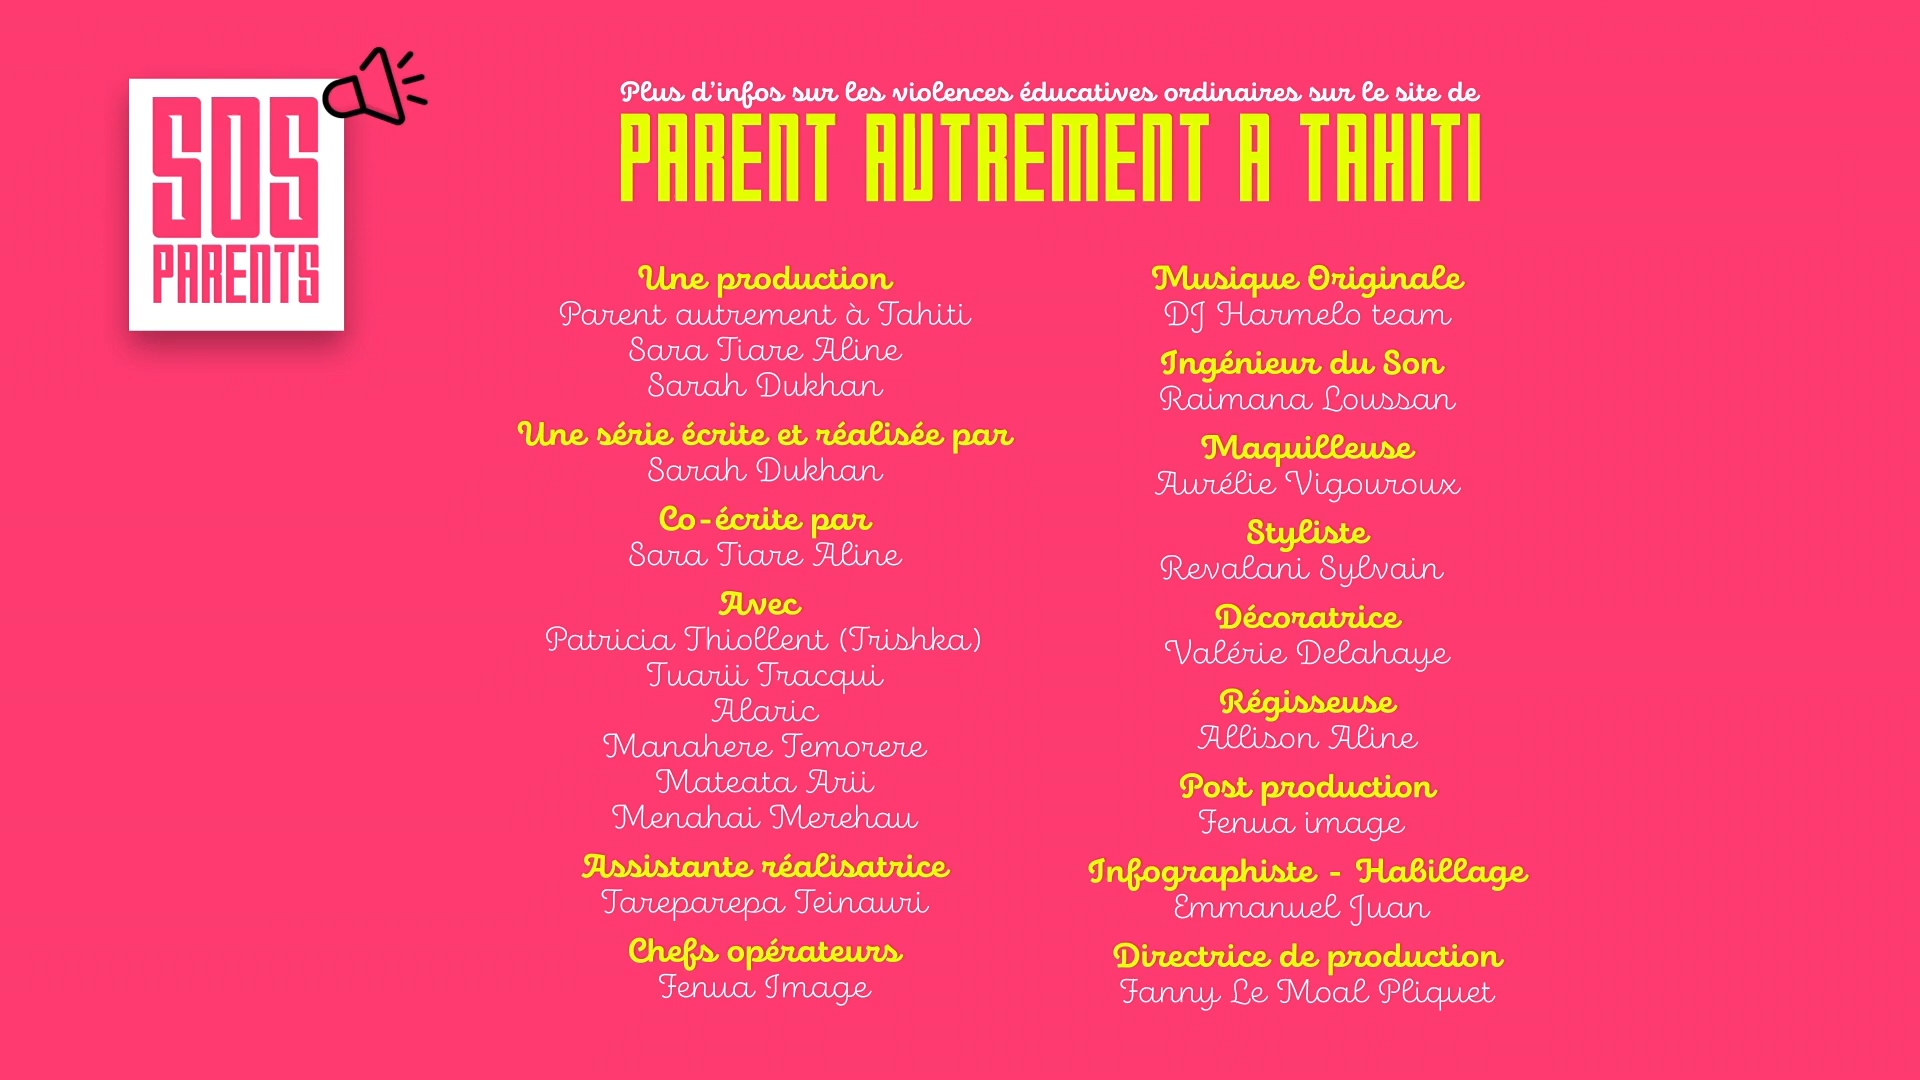 SOS
PARENTS
Plus d'infos sur les violences éducatives ordinaires sur le site de
PARENT AUTREMENT A TAHITI
Une production
Parent autrement à Tahiti
Sara Tiare Aline
Sarah Dukhan
Une série écrite et réalisée par
Sarah Dukhan
Co-écrite par
Sara Tiare Aline
Avec
Patricia Thiollent (Trishka)
Tuarii Tracqui
Alaric
Manahere Temorere
Mateata Arii
Menahai Merehau
Assistante réalisatrice
Tareparepa Teinauri
Chefs opérateurs
Fenua Image
Musique Originale
DJ Harmelo team
Ingénieur du Son
Raimana Loussan
Maquilleuse
Aurélie Vigouroux
Styliste
Revalani Sylvain
Décoratrice
Valérie Delahaye
Régisseuse
Allison Aline
Post production
Fenua image
Infographiste - Habillage
Emmanuel Juan
Directrice de production
Fanny Le Moal Pliquet